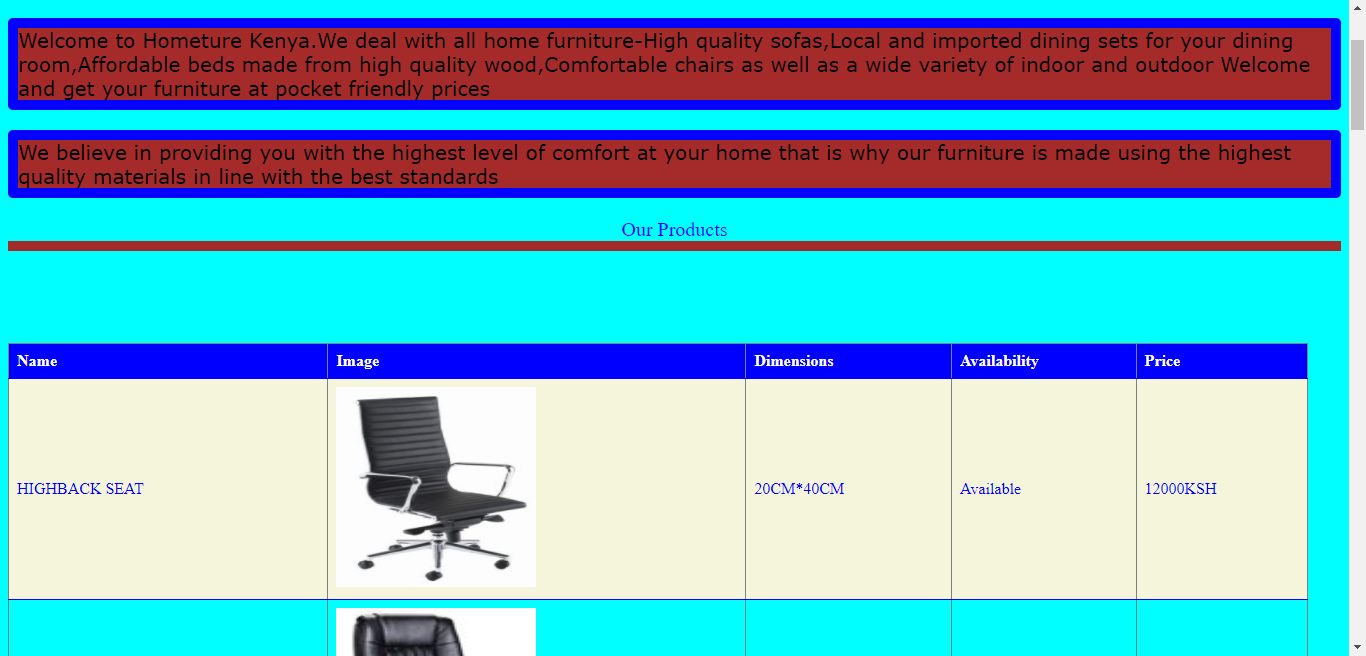 Welcome to Hometure Kenya.We deal with all home furniture-High quality sofas,Local and imported dining sets for your dining
room,Affordable beds made from high quality wood,Comfortable chairs as well as a wide variety of indoor and outdoor Welcome
and get your furniture at pocket friendly prices
We believe in providing you with the highest level of comfort at your home that is why our furniture is made using the highest
quality materials in line with the best standards
Our Products
Name Image Dimensions Availability Price
HIGHBACK SEAT 20CM*40CM Available 12000KSH